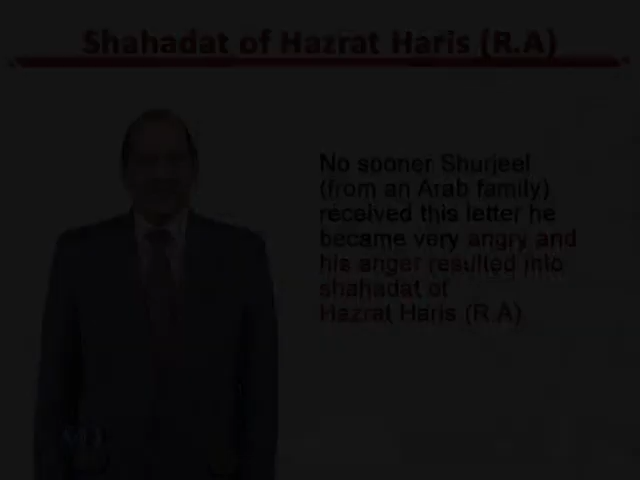 Shahadat of Hazrat Haris (R.A)
No sooner Shurjeel
(from an Arab family)
received this letter he
became very angry and
his anger resulted into
shahadat of
Hazrat Haris (R.A)